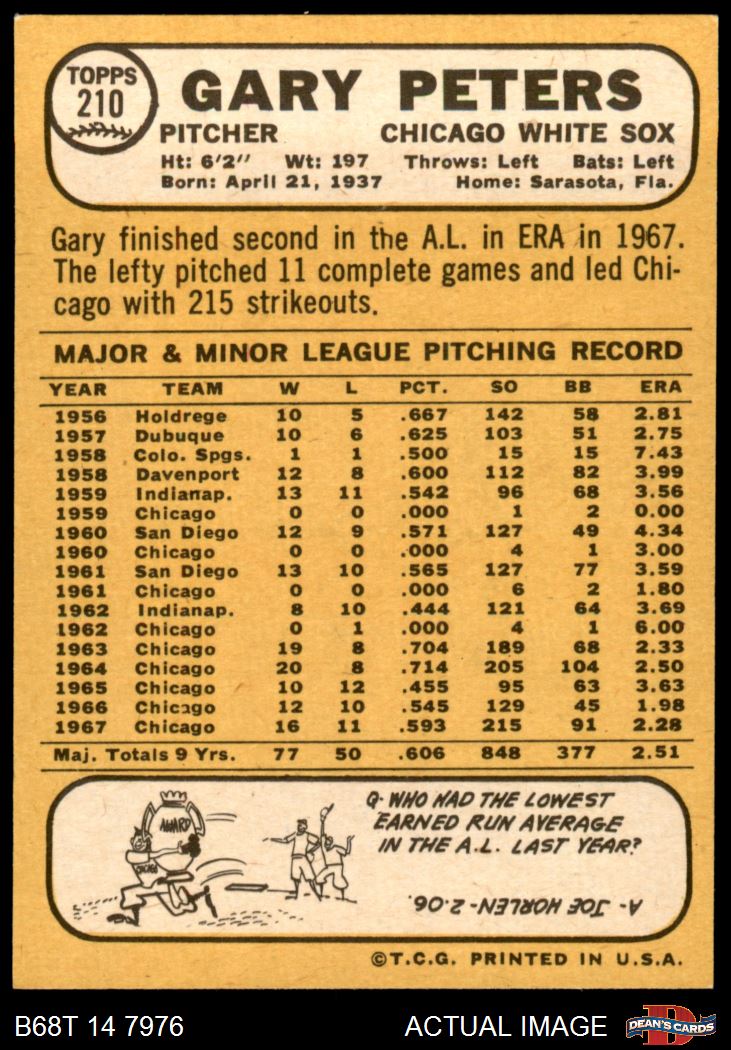 TOPPS
210
GARY PETERS
PITCHER CHICAGO WHITE SOX
Ht: 6'2" Wt: 197 Throws: Left Bats: Left
Born: April 21, 1937 Home: Sarasota, Fla.
Gary finished second in the A.L. in ERA in 1967.
The lefty pitched 11 complete games and led Chi-
cago with 215 strikeouts.
MAJOR & MINOR LEAGUE PITCHING RECORD
YEAR TEAM W L PCT. SO BB ERA
1956 Holdrege 10 5 .667 142 58 2.81
1957 Dubuque 10 6 .625 103 51 2.75
1958 Colo. Spgs. 1 1 .500 15 15 7.43
1958 Davenport 12 8 .600 112 82 3.99
1959 Indianap. 13 11 .542 96 68 3.56
1959 Chicago 0 0 .000 1 2 0.00
1960 San Diego 12 9 .571 127 49 4.34
1960 Chicago 0 0 .000 4 1 3.00
1961 San Diego 13 10 .565 127 77 3.59
1961 Chicago 0 0 .000 6 2 1.80
1962 Indianap. 8 10 .444 121 64 3.69
1962 Chicago 0 1 .000 4 1 6.00
1963 Chicago 19 8 .704 189 68 2.33
1964 Chicago 20 8 .714 205 104 2.50
1965 Chicago 10 12 .455 95 63 3.63
1966 Chicago 12 10 .545 129 45 1.98
1967 Chicago 16 11 .593 215 91 2.28
Maj. Totals 9 Yrs. 77 50 .606 848 377 2.51
AWARD
Q- WHO HAD THE LOWEST
EARNED RUN AVERAGE
IN THE A.L. LAST YEAR?
A- JOE HORLEN-2.06.
©T.C.G. PRINTED IN U.S.A.
B68T 14 7976 ACTUAL IMAGE
D
DEAN'S CARDS